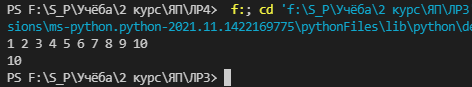 PS F:\S_P\Учёба\2 курс\ЯП\ЛР4> f:; cd 'f:\S_P\Учёба\2 курс\ЯП\ЛР3
sions\ms-python.python-2021.11.1422169775\pythonFiles\lib\python\de
1 2 3 4 5 6 7 8 9 10
10
PS F:\S_P\Учёба\2 курс\ЯП\ЛР3>